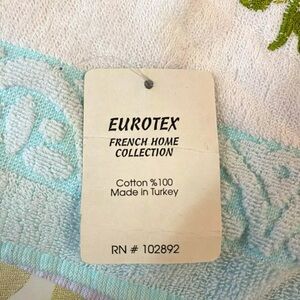 EUROTEX
FRENCH HOME
COLLECTION
Cotton %100
Made In Turkey
RN # 102892